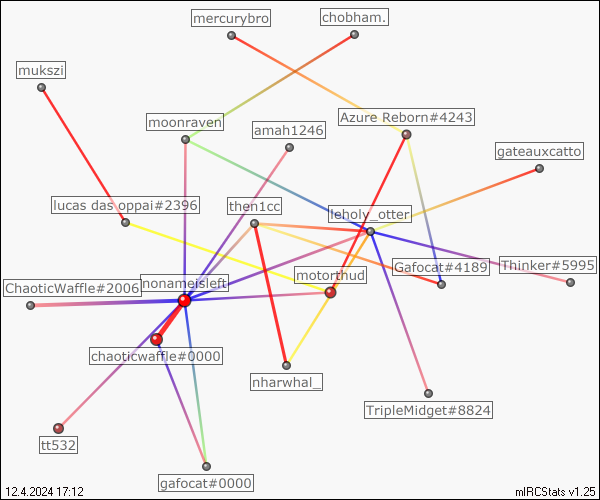 mercurybro
chobham.
mukszi
moonraven
amah1246
Azure Reborn#4243
gateauxcatto
lucas das oppai#2396
then1cc
leholy_otter
ChaoticWaffle#2006
nonameisleft
motorthud
Gafocat#4189
Thinker#5995
chaoticwaffle#0000
nharwhal_
TripleMidget#8824
tt532
gafocat#0000
12.4.2024 17:12
mIRCStats v1.25